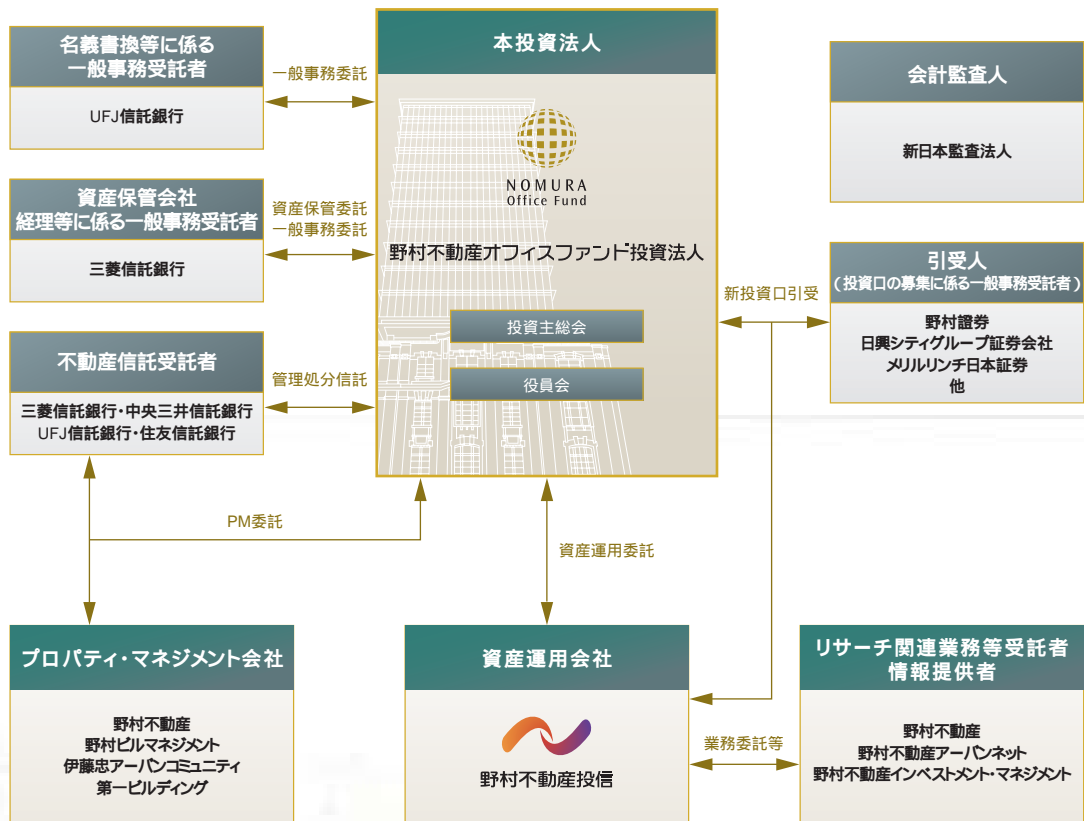 名義書換等に係る
一般事務受託者
UFJ信託銀行
一般事務委託
資産保管会社
経理等に係る一般事務受託者
三菱信託銀行
資産保管委託
一般事務委託
不動産信託受託者
三菱信託銀行・中央三井信託銀行
UFJ信託銀行・住友信託銀行
管理処分信託
本投資法人
NOMURA
Office Fund
野村不動産オフィスファンド投資法人
投資主総会
役員会
会計監査人
新日本監査法人
新投資口引受
引受人
(投資口の募集に係る一般事務受託者)
野村證券
日興シティグループ証券会社
メリルリンチ日本証券
他
PM委託
資産運用委託
プロパティ・マネジメント会社
野村不動産
野村ビルマネジメント
伊藤忠アーバンコミュニティ
第一ビルディング
資産運用会社
野村不動産投信
業務委託等
リサーチ関連業務等受託者
情報提供者
野村不動産
野村不動産アーバンネット
野村不動産インベストメント・マネジメント